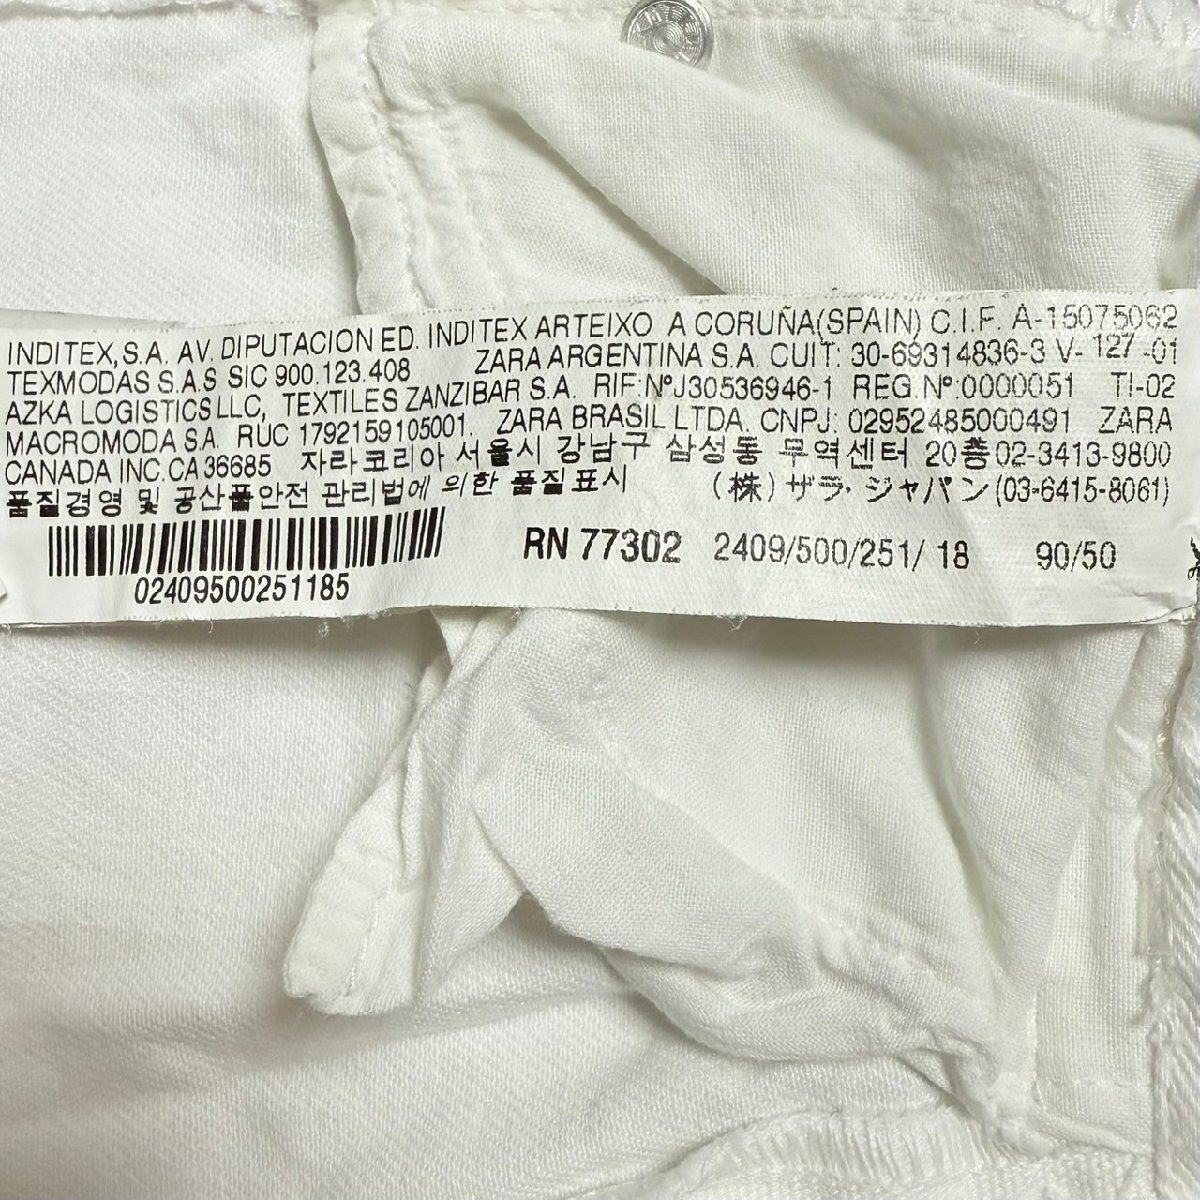 INDITEX, S.A. AV. DIPUTACION ED. INDITEX ARTEIXO A CORUÑA(SPAIN) C.I.F. A-15075062
TEXMODAS S.A.S SIC 900.123.408 ZARA ARGENTINA S.A. CUIT: 30-69314836-3 V- 127 -01
AZKA LOGISTICS LLC, TEXTILES ZANZIBAR S.A. RIF: Nº J30536946-1 REG. Nº:0000051 TI-02
MACROMODA S.A. RUC 1792159105001. ZARA BRASIL LTDA. CNPJ: 02952485000491 ZARA
CANADA INC. CA 36685 자라코리아 서울시 강남구 삼성동 무역센터 20층 02-3413-9800
품질경영 및 공산품안전 관리법에 의한 품질표시 (株) ザラ・ジャパン (03-6415-8061)
RN 77302 2409/500/251/ 18 90/50
02409500251185